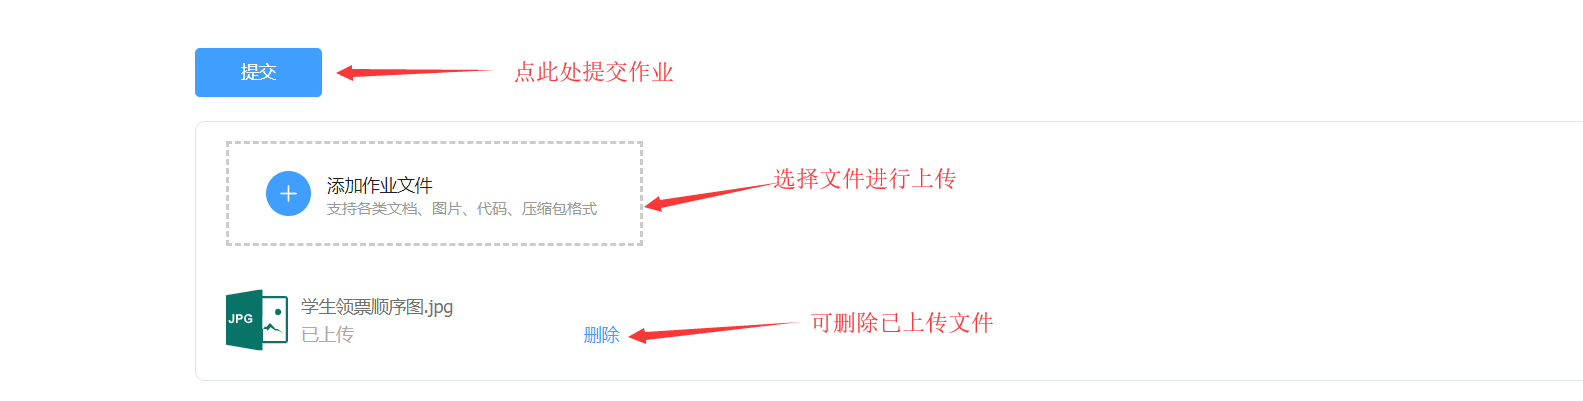 提交
点此处提交作业
添加作业文件
支持各类文档、图片、代码、压缩包格式
选择文件进行上传
JPG
学生领票顺序图.jpg
已上传
删除
可删除已上传文件